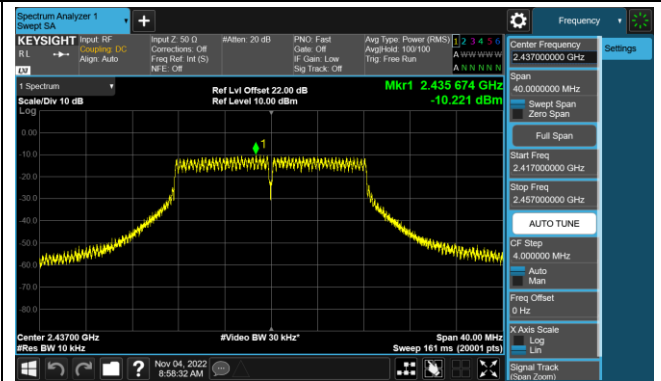 Spectrum Analyzer 1
Swept SA
Frequency
KEYSIGHT
Input: RF
Coupling: DC
Align: Auto
Input Z: 50 Ω
Corrections: Off
Freq Ref: Int (S)
NFE: Off
#Atten: 20 dB
PNO: Fast
Gate: Off
IF Gain: Low
Sig Track: Off
Avg Type: Power (RMS)
Avg|Hold: 100/100
Trig: Free Run
1 2 3 4 5 6
A W W W W W
A N N N N N
RL
LXI
1 Spectrum
Scale/Div 10 dB
Log
Ref Lvl Offset 22.00 dB
Ref Level 10.00 dBm
Mkr1 2.435 674 GHz
-10.221 dBm
1
0.00
-10.0
-20.0
-30.0
-40.0
-50.0
-60.0
-70.0
-80.0
Center 2.43700 GHz
#Res BW 10 kHz
#Video BW 30 kHz*
Span 40.00 MHz
Sweep 161 ms (20001 pts)
Nov 04, 2022
8:58:32 AM
Settings
Center Frequency
2.437000000 GHz
Span
40.0000000 MHz
Swept Span
Zero Span
Full Span
Start Freq
2.417000000 GHz
Stop Freq
2.457000000 GHz
AUTO TUNE
CF Step
4.000000 MHz
Auto
Man
Freq Offset
0 Hz
X Axis Scale
Log
Lin
Signal Track
(Span Zoom)